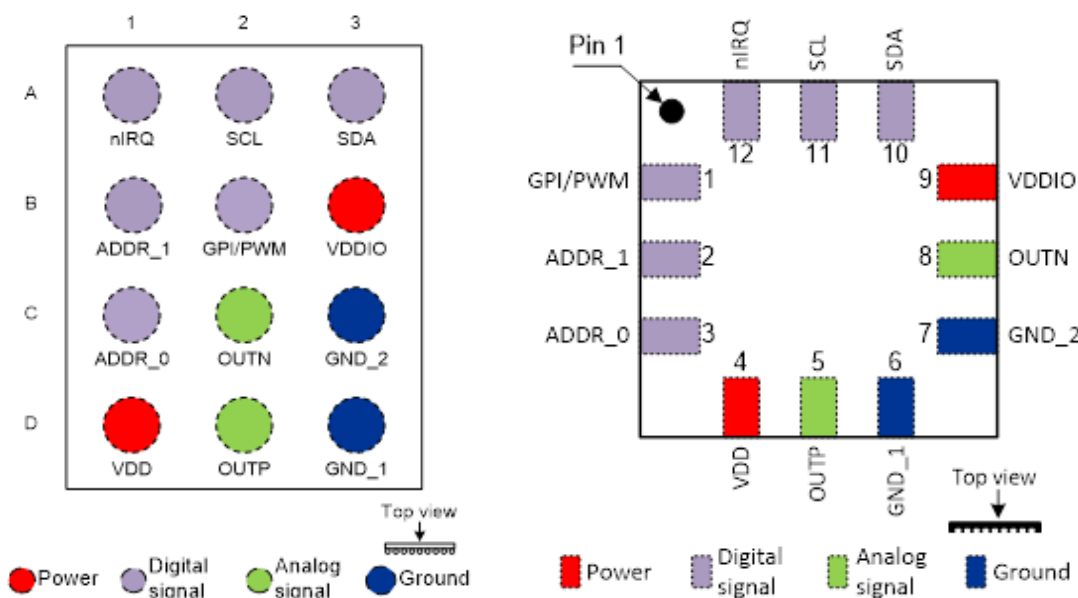 1 2 3
A
nIRQ SCL SDA
B
ADDR_1 GPI/PWM VDDIO
C
ADDR_0 OUTN GND_2
D
VDD OUTP GND_1
Top view
Power
Digital
signal
Analog
signal
Ground
Pin 1
nIRQ
SCL
SDA
12 11 10
GPI/PWM 1
9 VDDIO
ADDR_1 2
8 OUTN
ADDR_0 3
7 GND_2
4 5 6
VDD
OUTP
GND_1
Top view
Power
Digital
signal
Analog
signal
Ground